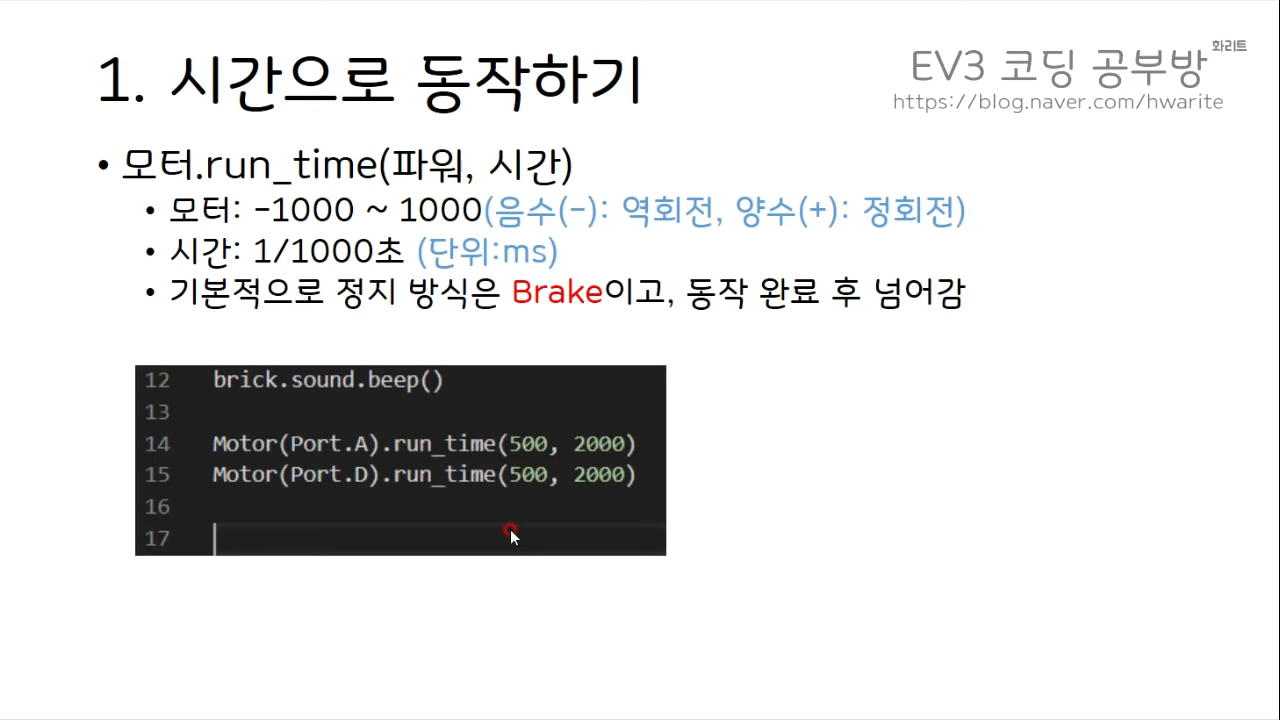 1. 시간으로 동작하기
화리트
EV3 코딩 공부방
https://blog.naver.com/hwarite
• 모터.run_time(파워, 시간)
• 모터: -1000 ~ 1000(음수(-): 역회전, 양수(+): 정회전)
• 시간: 1/1000초 (단위:ms)
• 기본적으로 정지 방식은 Brake이고, 동작 완료 후 넘어감
12 brick.sound.beep()
13
14 Motor(Port.A).run_time(500, 2000)
15 Motor(Port.D).run_time(500, 2000)
16
17